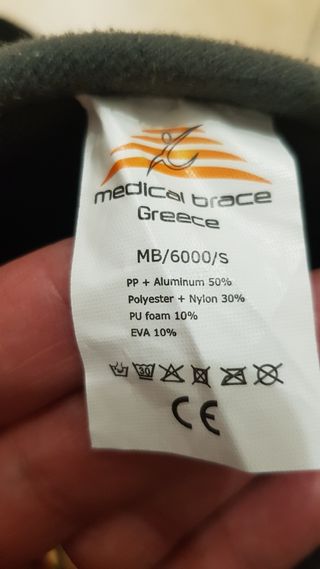 medical brace
Greece
MB/6000/S
PP + Aluminum 50%
Polyester + Nylon 30%
PU foam 10%
EVA 10%
30
CE